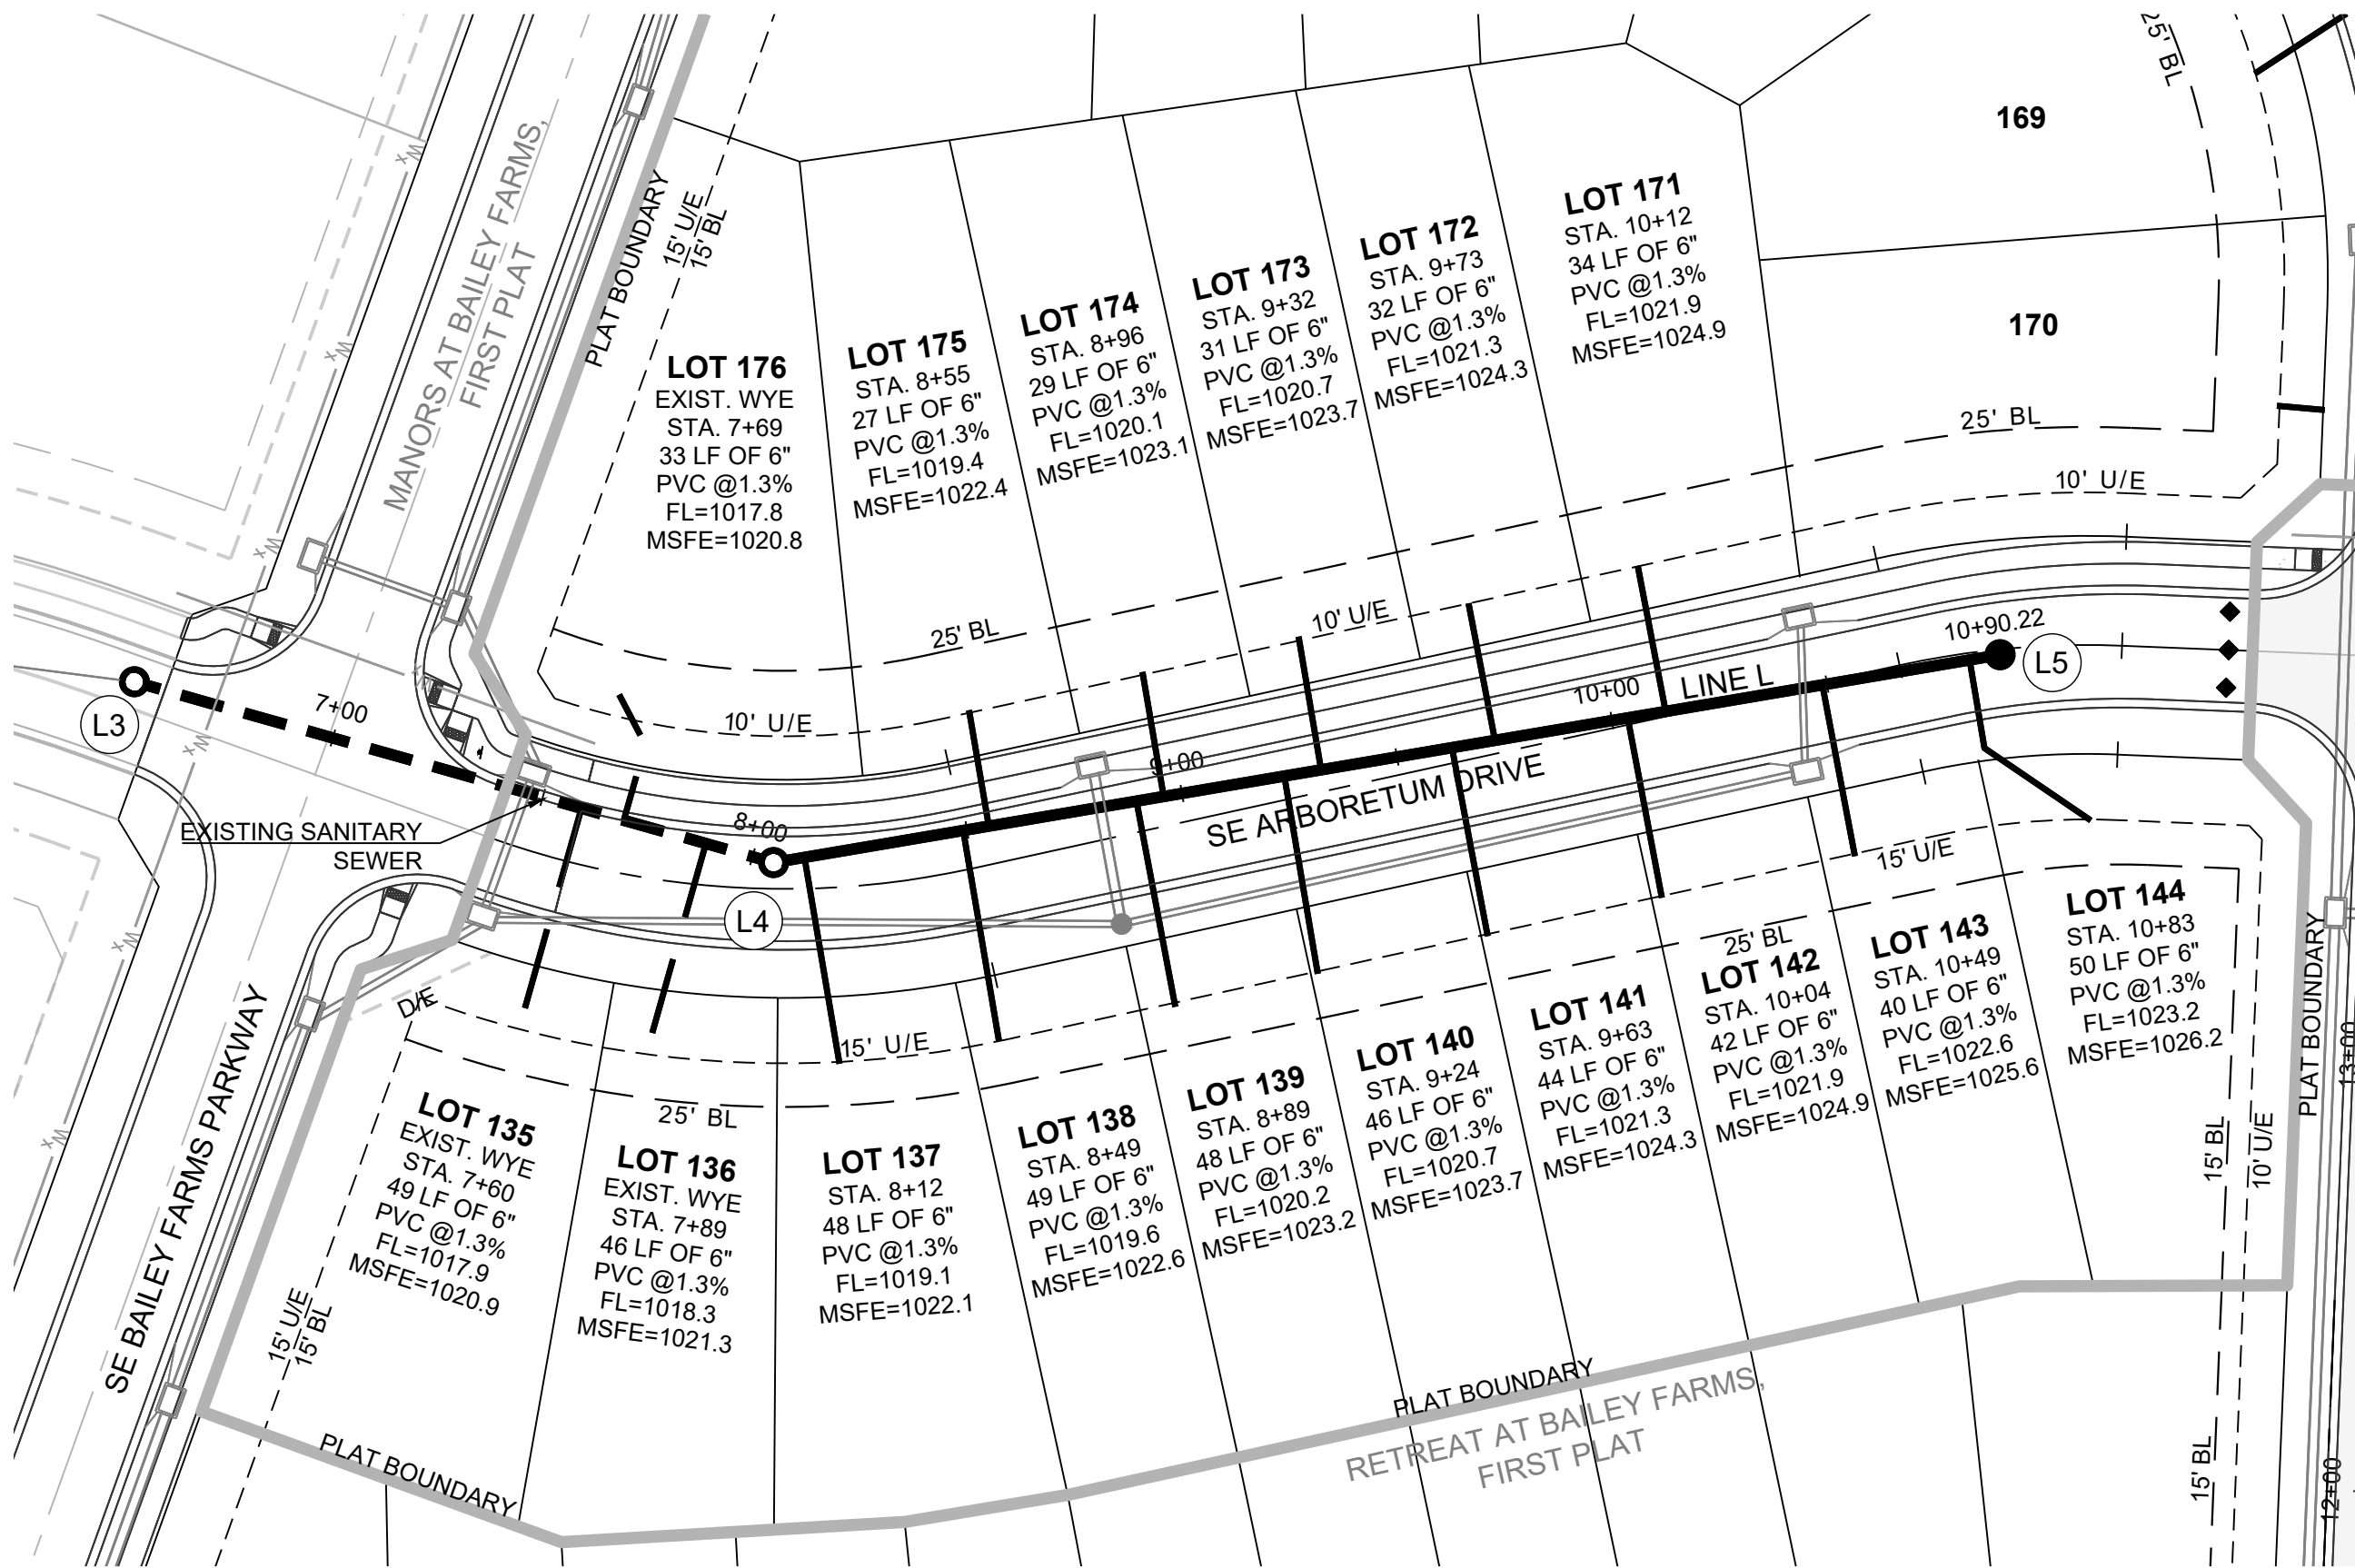 25' BL
169
MANORS AT BAILEY FARMS,
FIRST PLAT
PLAT BOUNDARY
15' U/E
15' BL
LOT 176
EXIST. WYE
STA. 7+69
33 LF OF 6"
PVC @1.3%
FL=1017.8
MSFE=1020.8
LOT 175
STA. 8+55
27 LF OF 6"
PVC @1.3%
FL=1019.4
MSFE=1022.4
LOT 174
STA. 8+96
29 LF OF 6"
PVC @1.3%
FL=1020.1
MSFE=1023.1
LOT 173
STA. 9+32
31 LF OF 6"
PVC @1.3%
FL=1020.7
MSFE=1023.7
LOT 172
STA. 9+73
32 LF OF 6"
PVC @1.3%
FL=1021.3
MSFE=1024.3
LOT 171
STA. 10+12
34 LF OF 6"
PVC @1.3%
FL=1021.9
MSFE=1024.9
170
25' BL
10' U/E
25' BL
10' U/E
10' U/E
W
x
W
x
W
x
W
x
W
x
W
x
W
x
L3
7+00
8+00
9+00
10+00
LINE L
10+90.22
L5
L4
SE ARBORETUM DRIVE
EXISTING SANITARY
SEWER
SE BAILEY FARMS PARKWAY
D/E
15' U/E
15' U/E
25' BL
25' BL
15' U/E
15' BL
LOT 135
EXIST. WYE
STA. 7+60
49 LF OF 6"
PVC @1.3%
FL=1017.9
MSFE=1020.9
LOT 136
EXIST. WYE
STA. 7+89
46 LF OF 6"
PVC @1.3%
FL=1018.3
MSFE=1021.3
LOT 137
STA. 8+12
48 LF OF 6"
PVC @1.3%
FL=1019.1
MSFE=1022.1
LOT 138
STA. 8+49
49 LF OF 6"
PVC @1.3%
FL=1019.6
MSFE=1022.6
LOT 139
STA. 8+89
48 LF OF 6"
PVC @1.3%
FL=1020.2
MSFE=1023.2
LOT 140
STA. 9+24
46 LF OF 6"
PVC @1.3%
FL=1020.7
MSFE=1023.7
LOT 141
STA. 9+63
44 LF OF 6"
PVC @1.3%
FL=1021.3
MSFE=1024.3
LOT 142
STA. 10+04
42 LF OF 6"
PVC @1.3%
FL=1021.9
MSFE=1024.9
LOT 143
STA. 10+49
40 LF OF 6"
PVC @1.3%
FL=1022.6
MSFE=1025.6
LOT 144
STA. 10+83
50 LF OF 6"
PVC @1.3%
FL=1023.2
MSFE=1026.2
PLAT BOUNDARY
13+00
15' BL
10' U/E
PLAT BOUNDARY
PLAT BOUNDARY
RETREAT AT BAILEY FARMS,
FIRST PLAT
15' BL
12+00